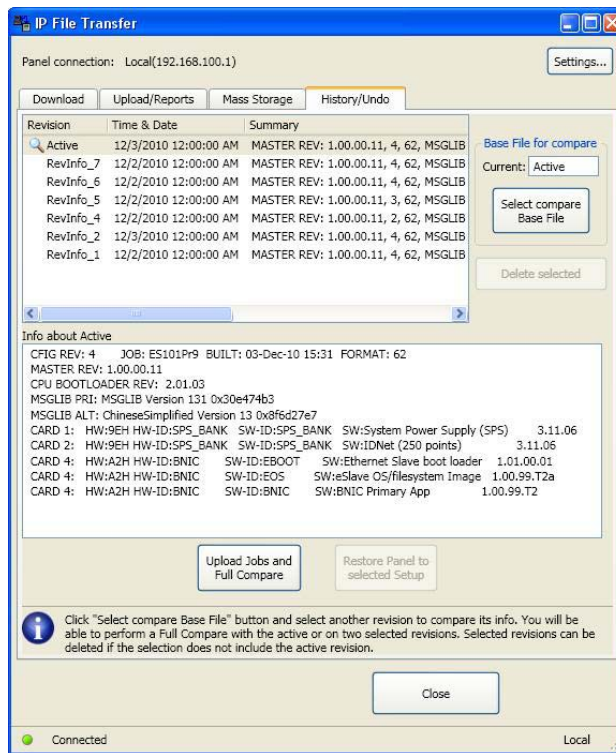 IP File Transfer
Panel connection: Local(192.168.100.1)
Settings...
Download Upload/Reports Mass Storage History/Undo
Revision Time & Date Summary
Active 12/3/2010 12:00:00 AM MASTER REV: 1.00.00.11, 4, 62, MSGLIB
RevInfo_7 12/2/2010 12:00:00 AM MASTER REV: 1.00.00.11, 4, 62, MSGLIB
RevInfo_6 12/2/2010 12:00:00 AM MASTER REV: 1.00.00.11, 4, 62, MSGLIB
RevInfo_5 12/2/2010 12:00:00 AM MASTER REV: 1.00.00.11, 3, 62, MSGLIB
RevInfo_4 12/2/2010 12:00:00 AM MASTER REV: 1.00.00.11, 2, 62, MSGLIB
RevInfo_2 12/3/2010 12:00:00 AM MASTER REV: 1.00.00.11, 4, 62, MSGLIB
RevInfo_1 12/2/2010 12:00:00 AM MASTER REV: 1.00.00.11, 4, 62, MSGLIB
Base File for compare
Current: Active
Select compare
Base File
Delete selected
Info about Active
CFIG REV: 4 JOB: ES101Pr9 BUILT: 03-Dec-10 15:31 FORMAT: 62
MASTER REV: 1.00.00.11
CPU BOOTLOADER REV: 2.01.03
MSGLIB PRI: MSGLIB Version 131 0x30e474b3
MSGLIB ALT: ChineseSimplified Version 13 0x8f6d27e7
CARD 1: HW:9EH HW-ID:SPS_BANK SW-ID:SPS_BANK SW:System Power Supply (SPS) 3.11.06
CARD 2: HW:9EH HW-ID:SPS_BANK SW-ID:SPS_BANK SW:IDNet (250 points) 3.11.06
CARD 4: HW:A2H HW-ID:BNIC SW-ID:EBOOT SW:Ethernet Slave boot loader 1.01.00.01
CARD 4: HW:A2H HW-ID:BNIC SW-ID:EOS SW:eSlave OS/filesystem Image 1.00.99.T2a
CARD 4: HW:A2H HW-ID:BNIC SW-ID:BNIC SW:BNIC Primary App 1.00.99.T2
Upload Jobs and
Full Compare
Restore Panel to
selected Setup
Click "Select compare Base File" button and select another revision to compare its info. You will be
able to perform a Full Compare with the active or on two selected revisions. Selected revisions can be
deleted if the selection does not include the active revision.
Close
Connected Local